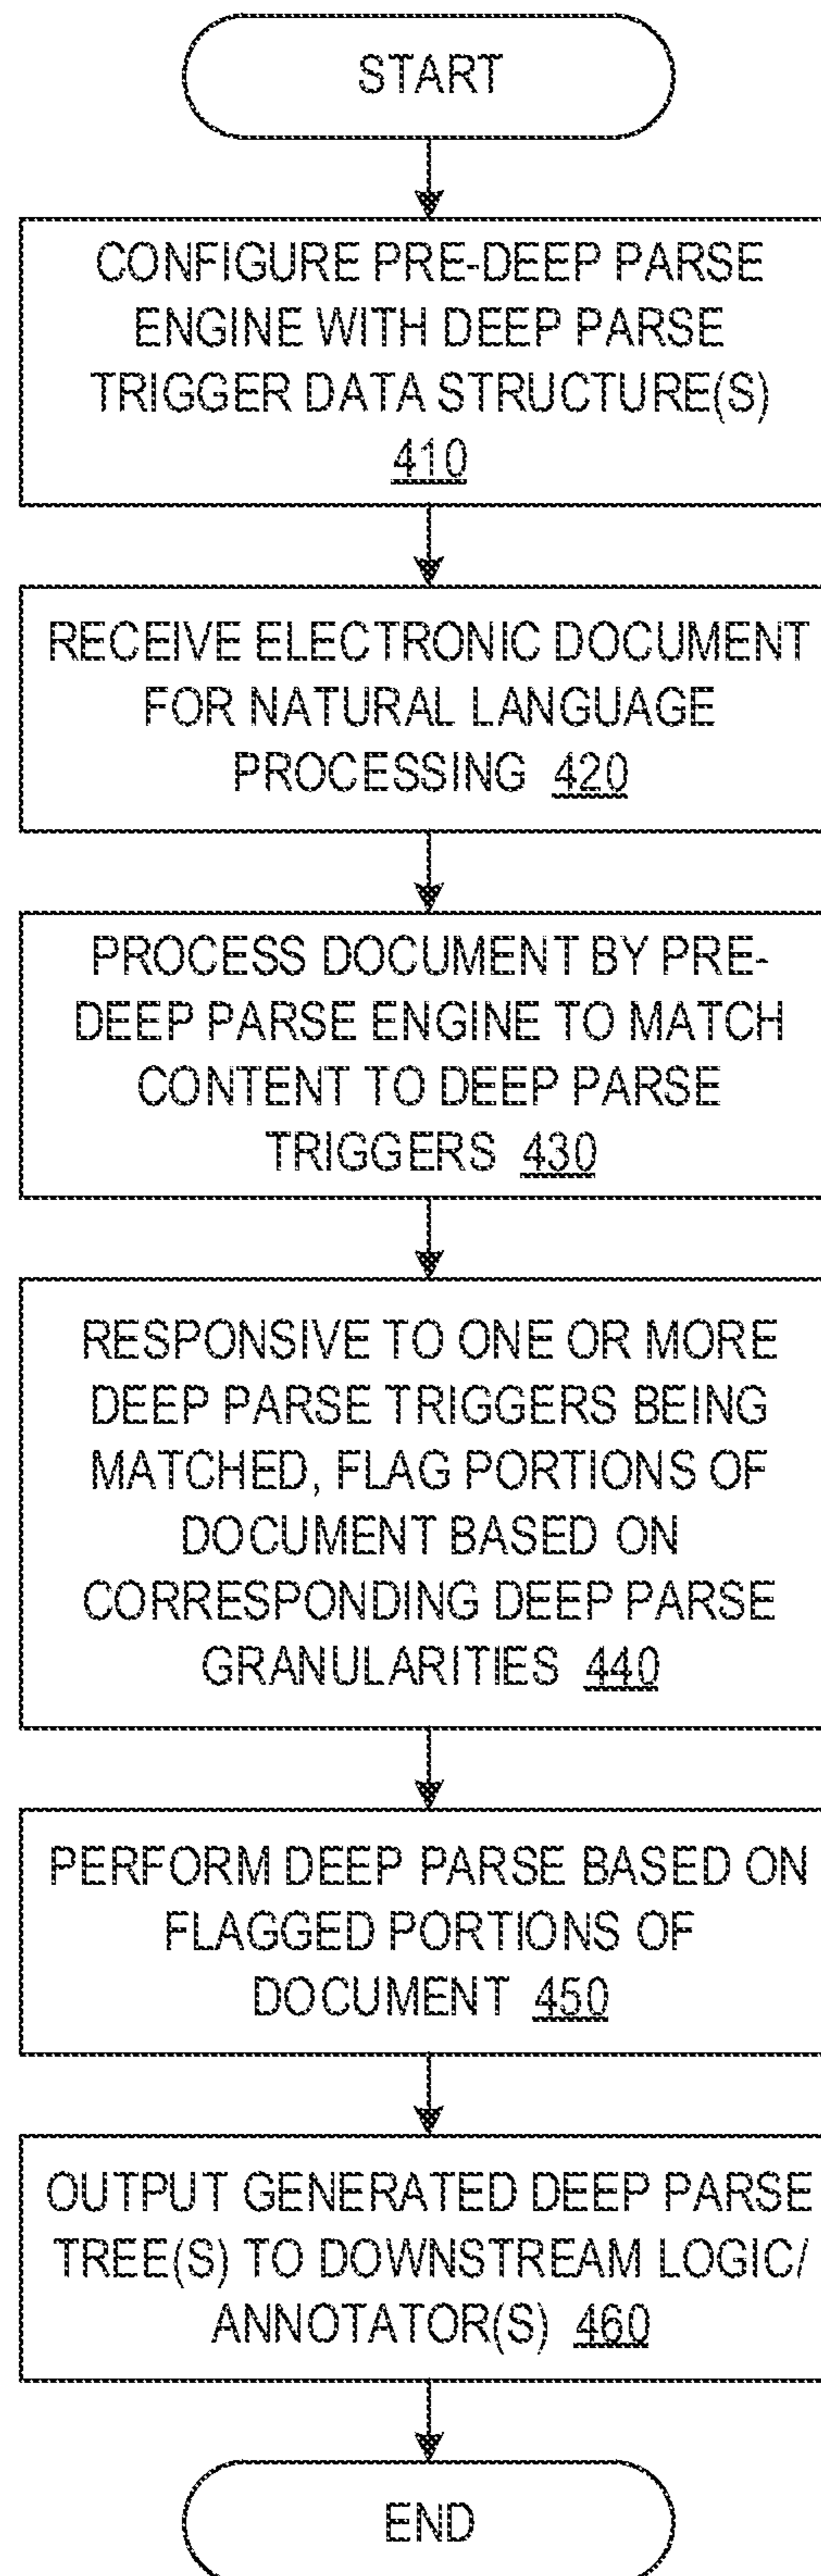 START
CONFIGURE PRE-DEEP PARSE
ENGINE WITH DEEP PARSE
TRIGGER DATA STRUCTURE(S)
410
RECEIVE ELECTRONIC DOCUMENT
FOR NATURAL LANGUAGE
PROCESSING 420
PROCESS DOCUMENT BY PRE-
DEEP PARSE ENGINE TO MATCH
CONTENT TO DEEP PARSE
TRIGGERS 430
RESPONSIVE TO ONE OR MORE
DEEP PARSE TRIGGERS BEING
MATCHED, FLAG PORTIONS OF
DOCUMENT BASED ON
CORRESPONDING DEEP PARSE
GRANULARITIES 440
PERFORM DEEP PARSE BASED ON
FLAGGED PORTIONS OF
DOCUMENT 450
OUTPUT GENERATED DEEP PARSE
TREE(S) TO DOWNSTREAM LOGIC/
ANNOTATOR(S) 460
END